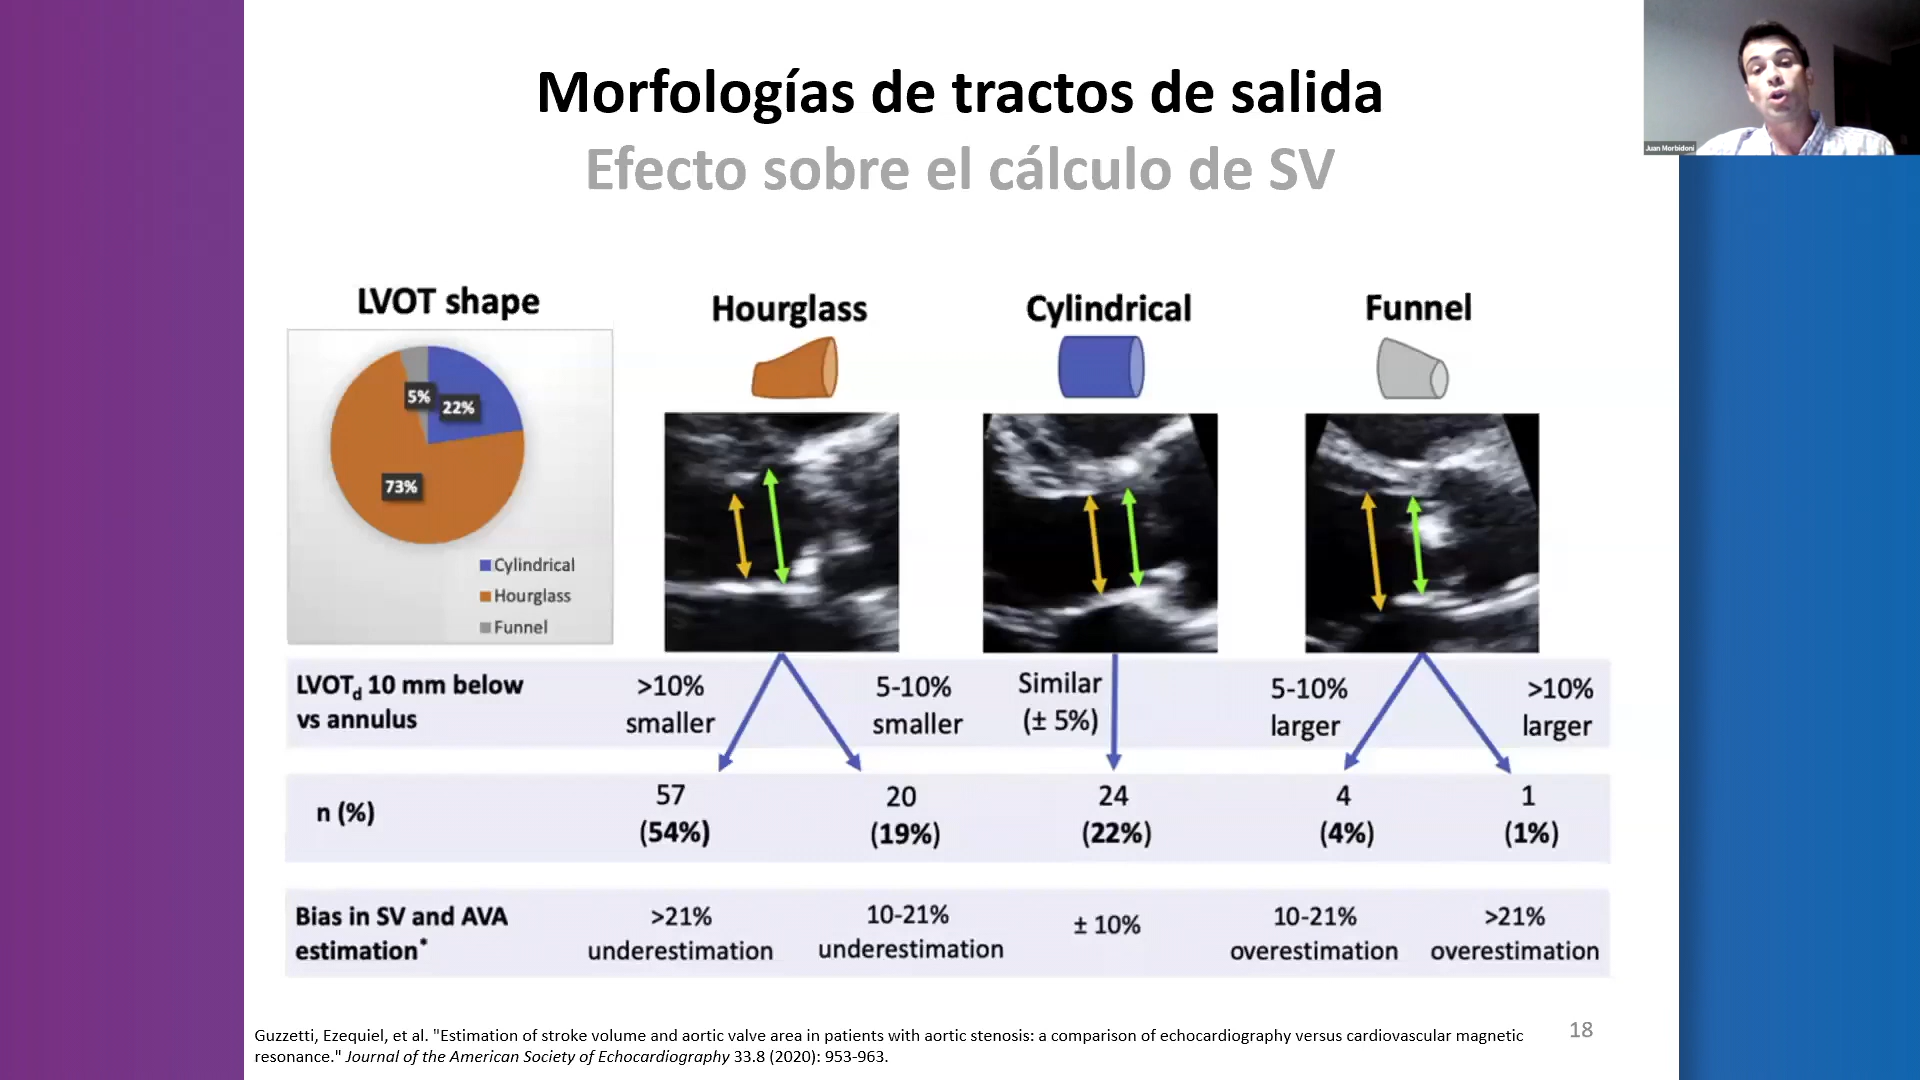 Morfologías de tractos de salida
Efecto sobre el cálculo de SV
Juan Morbidoni
LVOT shape
5%
22%
73%
Cylindrical
Hourglass
Funnel
Hourglass
Cylindrical
Funnel
LVOTd 10 mm below
vs annulus
>10%
smaller
5-10%
smaller
Similar
(± 5%)
5-10%
larger
>10%
larger
n (%)
57
(54%)
20
(19%)
24
(22%)
4
(4%)
1
(1%)
Bias in SV and AVA
estimation*
>21%
underestimation
10-21%
underestimation
± 10%
10-21%
overestimation
>21%
overestimation
Guzzetti, Ezequiel, et al. "Estimation of stroke volume and aortic valve area in patients with aortic stenosis: a comparison of echocardiography versus cardiovascular magnetic
resonance." Journal of the American Society of Echocardiography 33.8 (2020): 953-963.
18